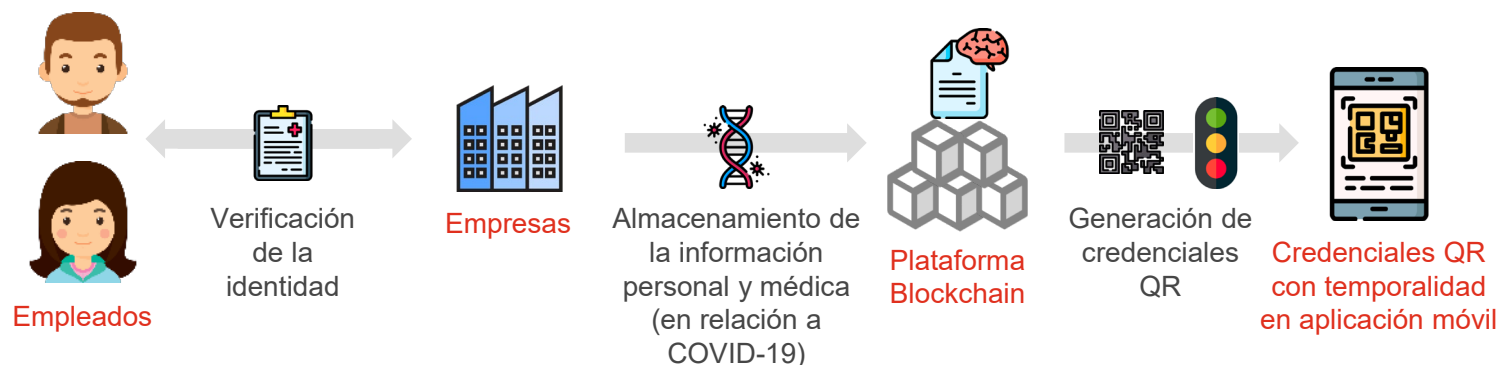 Empleados
Verificación
de la
identidad
Empresas
Almacenamiento de
la información
personal y médica
(en relación a
COVID-19)
Plataforma
Blockchain
Generación de
credenciales
QR
Credenciales QR
con temporalidad
en aplicación móvil